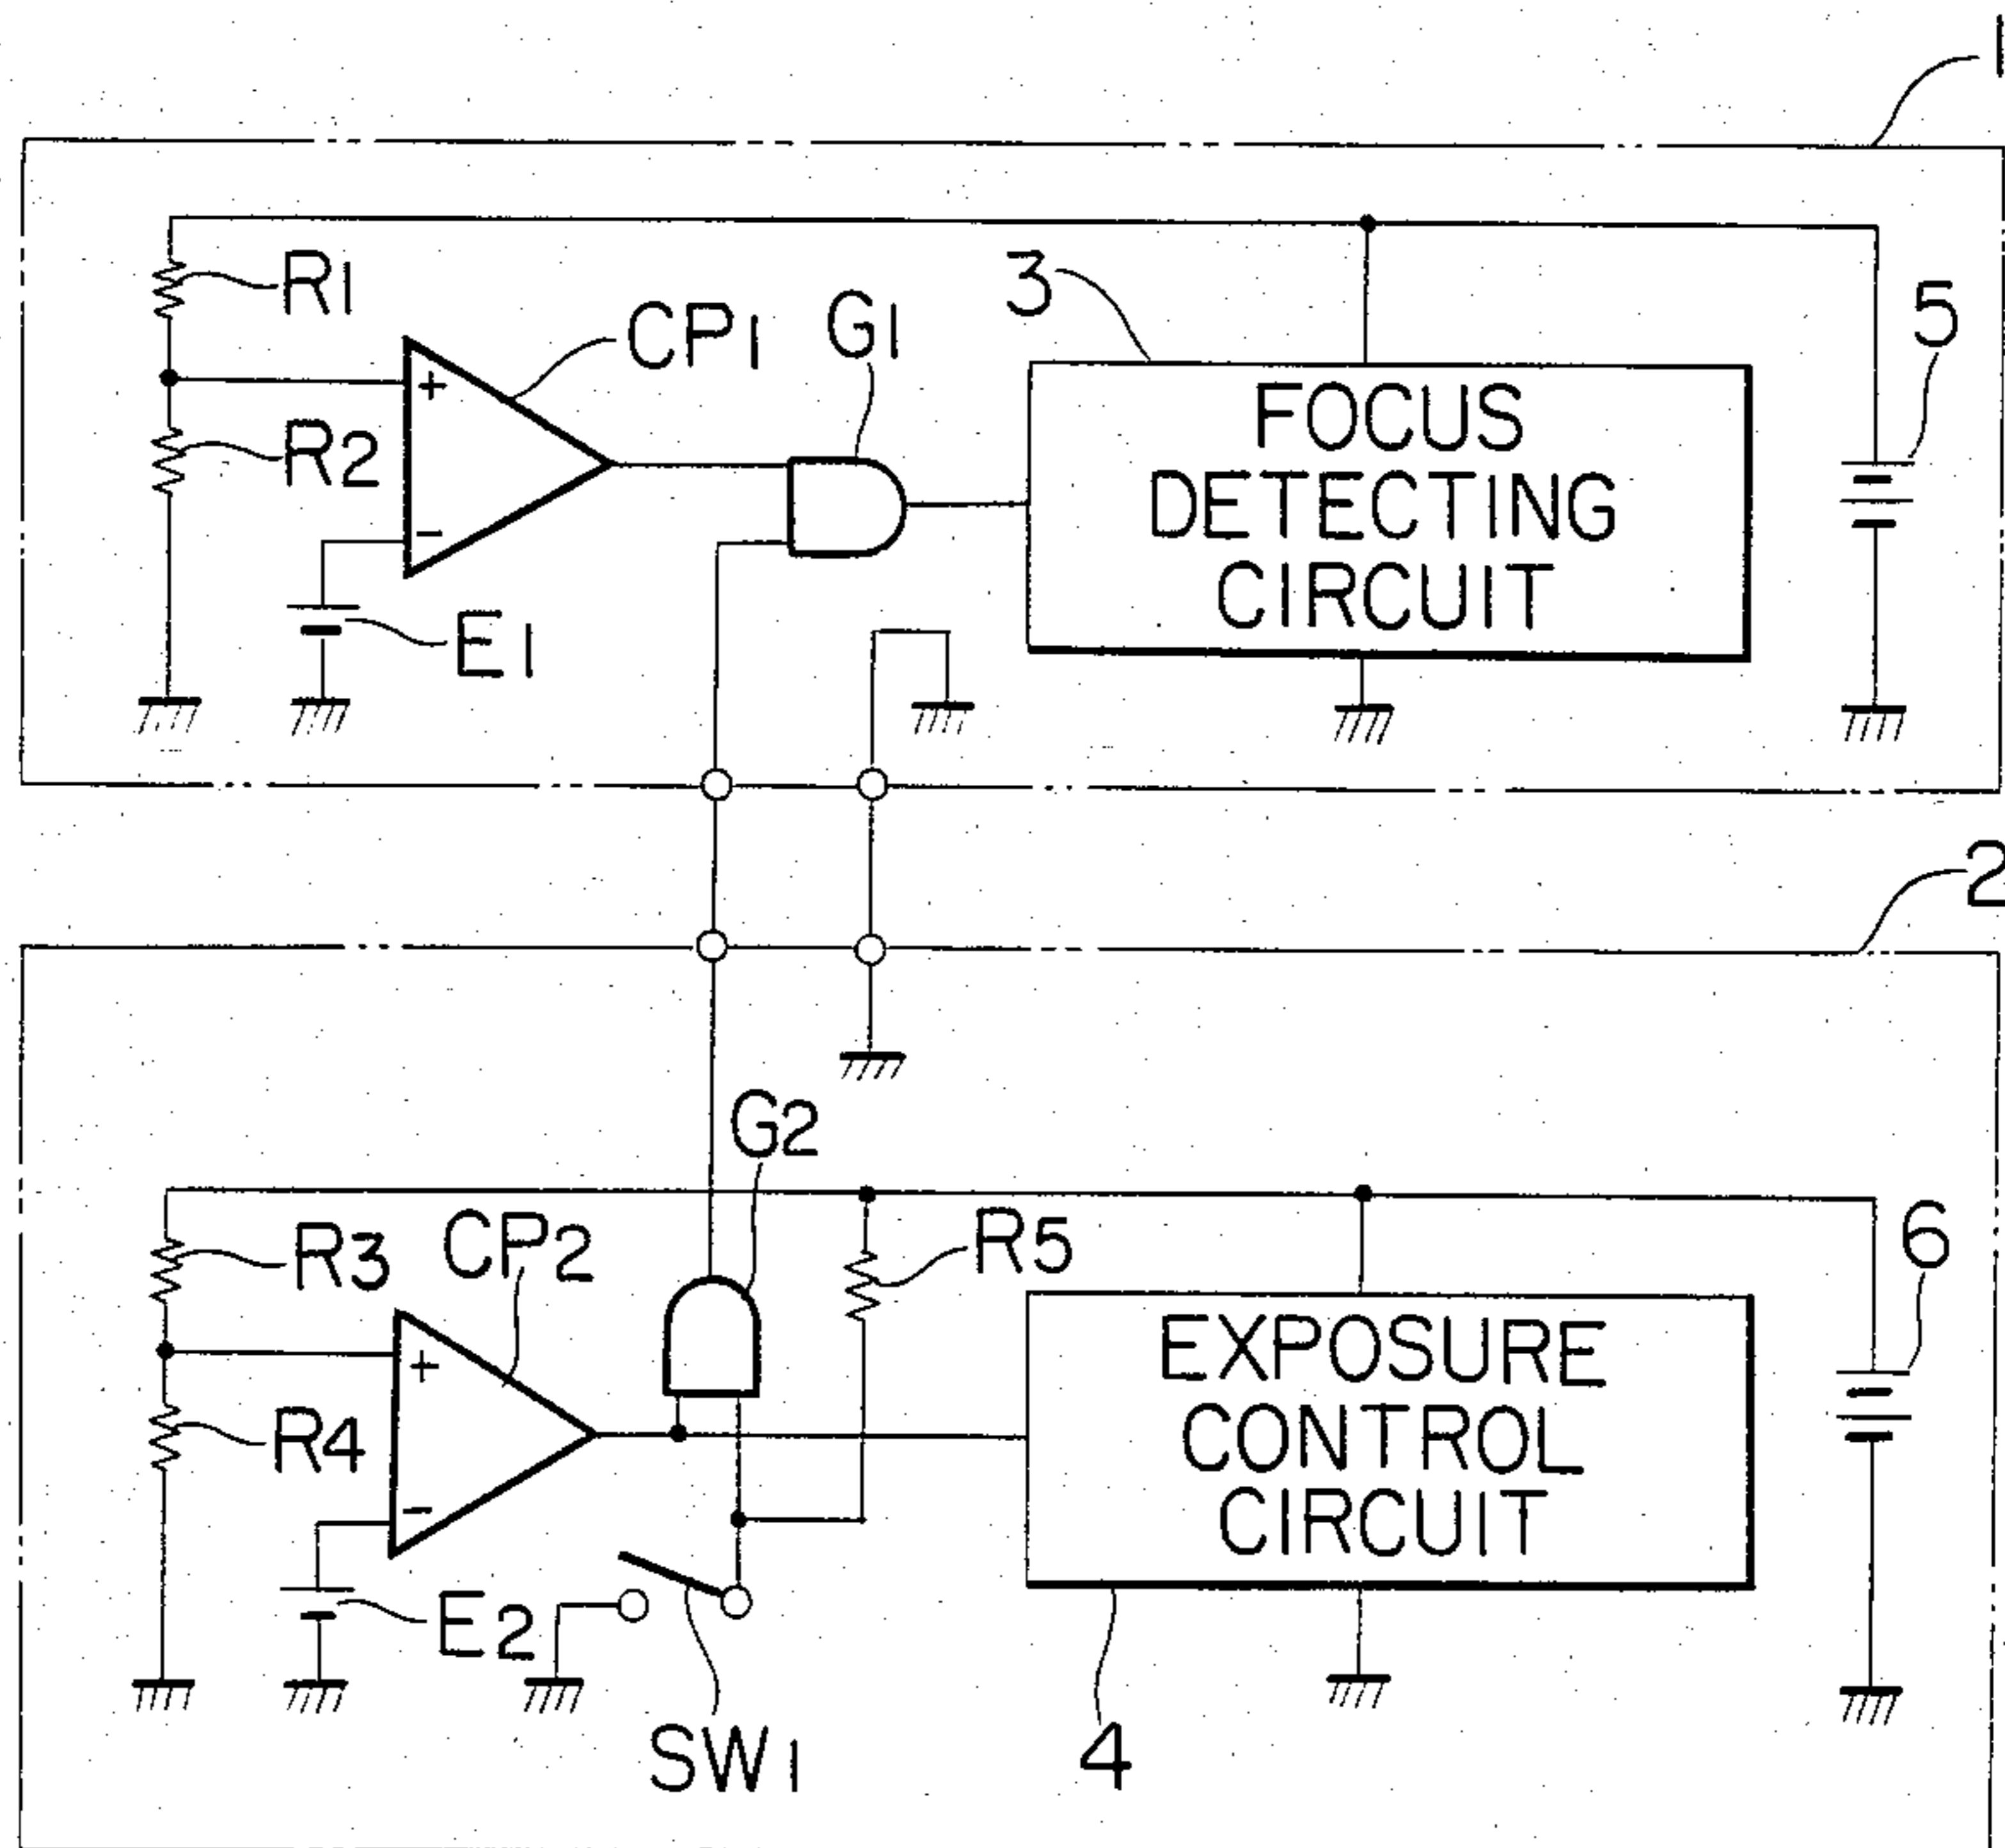 1
R1
CP1
G1
3
5
+
FOCUS
DETECTING
CIRCUIT
R2
-
E1
2
G2
R3
CP2
R5
6
+
EXPOSURE
CONTROL
CIRCUIT
R4
-
E2
SW1
4